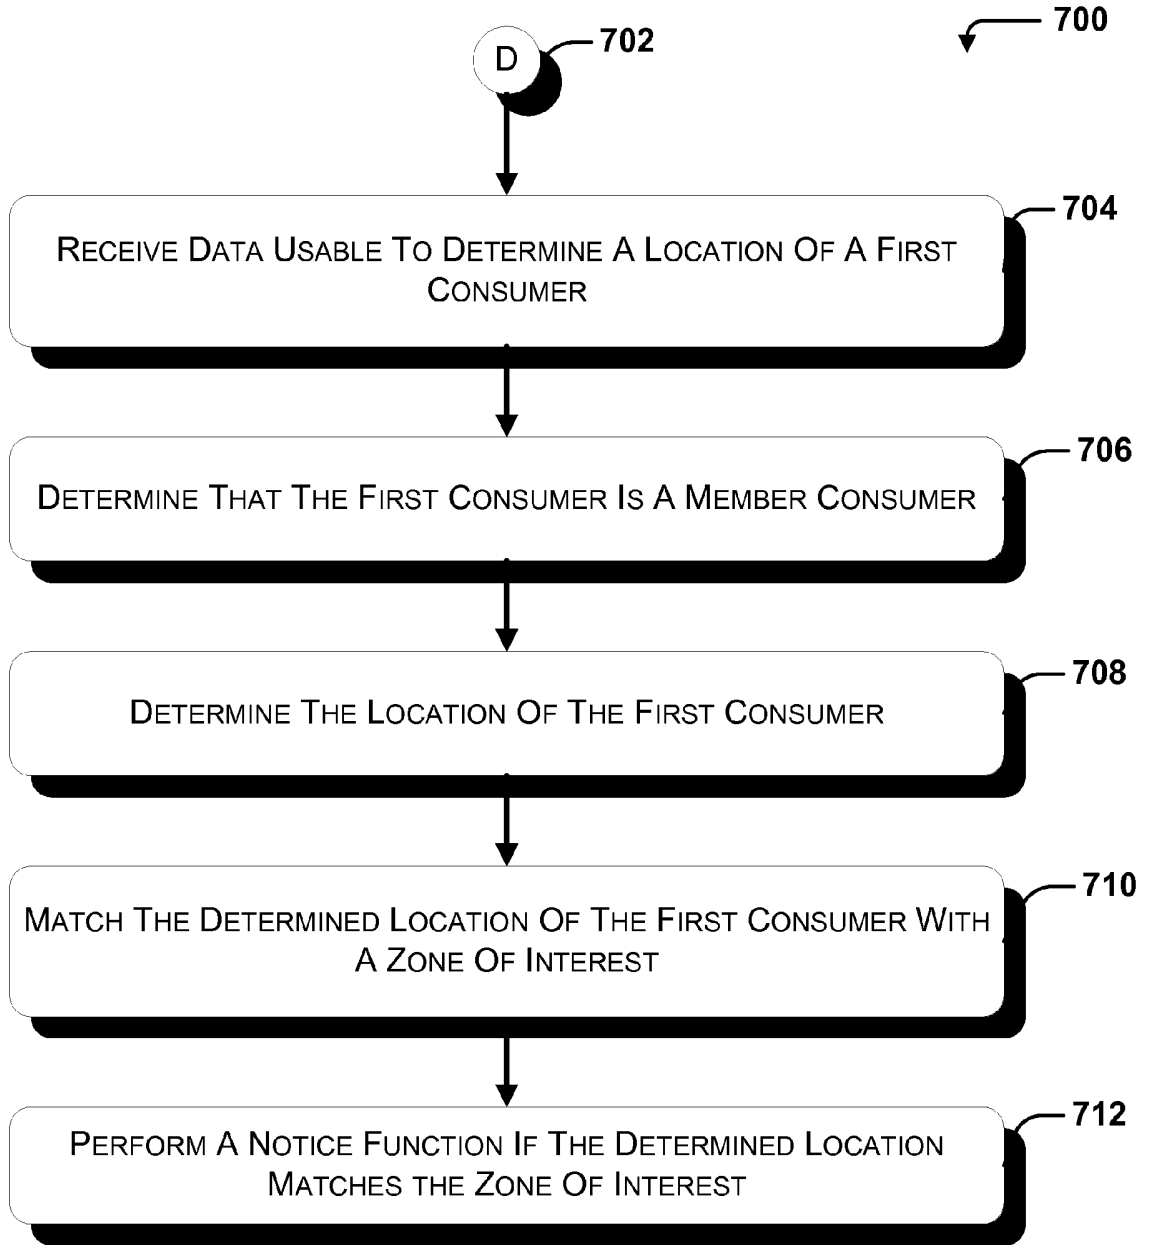 700
D
702
RECEIVE DATA USABLE TO DETERMINE A LOCATION OF A FIRST
CONSUMER
704
DETERMINE THAT THE FIRST CONSUMER IS A MEMBER CONSUMER
706
DETERMINE THE LOCATION OF THE FIRST CONSUMER
708
MATCH THE DETERMINED LOCATION OF THE FIRST CONSUMER WITH
A ZONE OF INTEREST
710
PERFORM A NOTICE FUNCTION IF THE DETERMINED LOCATION
MATCHES THE ZONE OF INTEREST
712